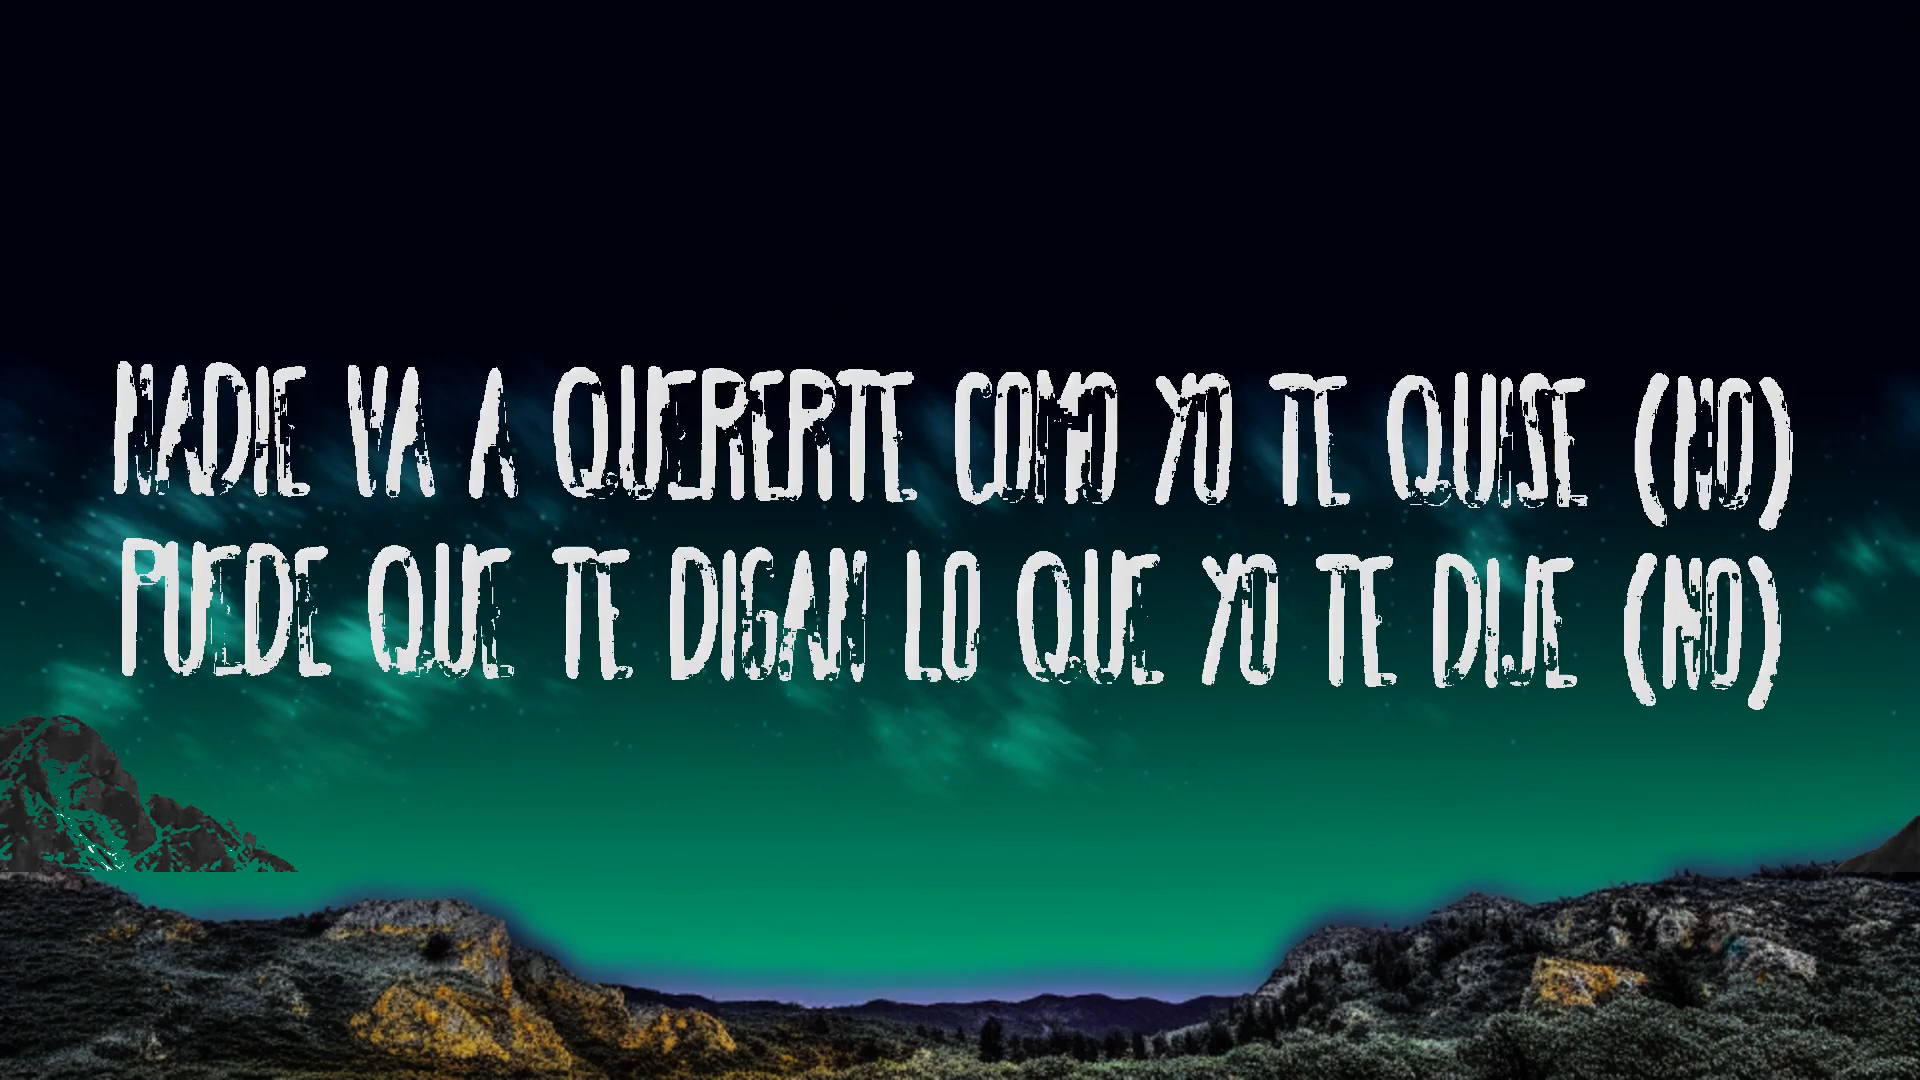 NADIE VA A QUERERTE COMO YO TE QUISE (NO)
PUEDE QUE TE DIGAN LO QUE YO TE DIJE (NO)